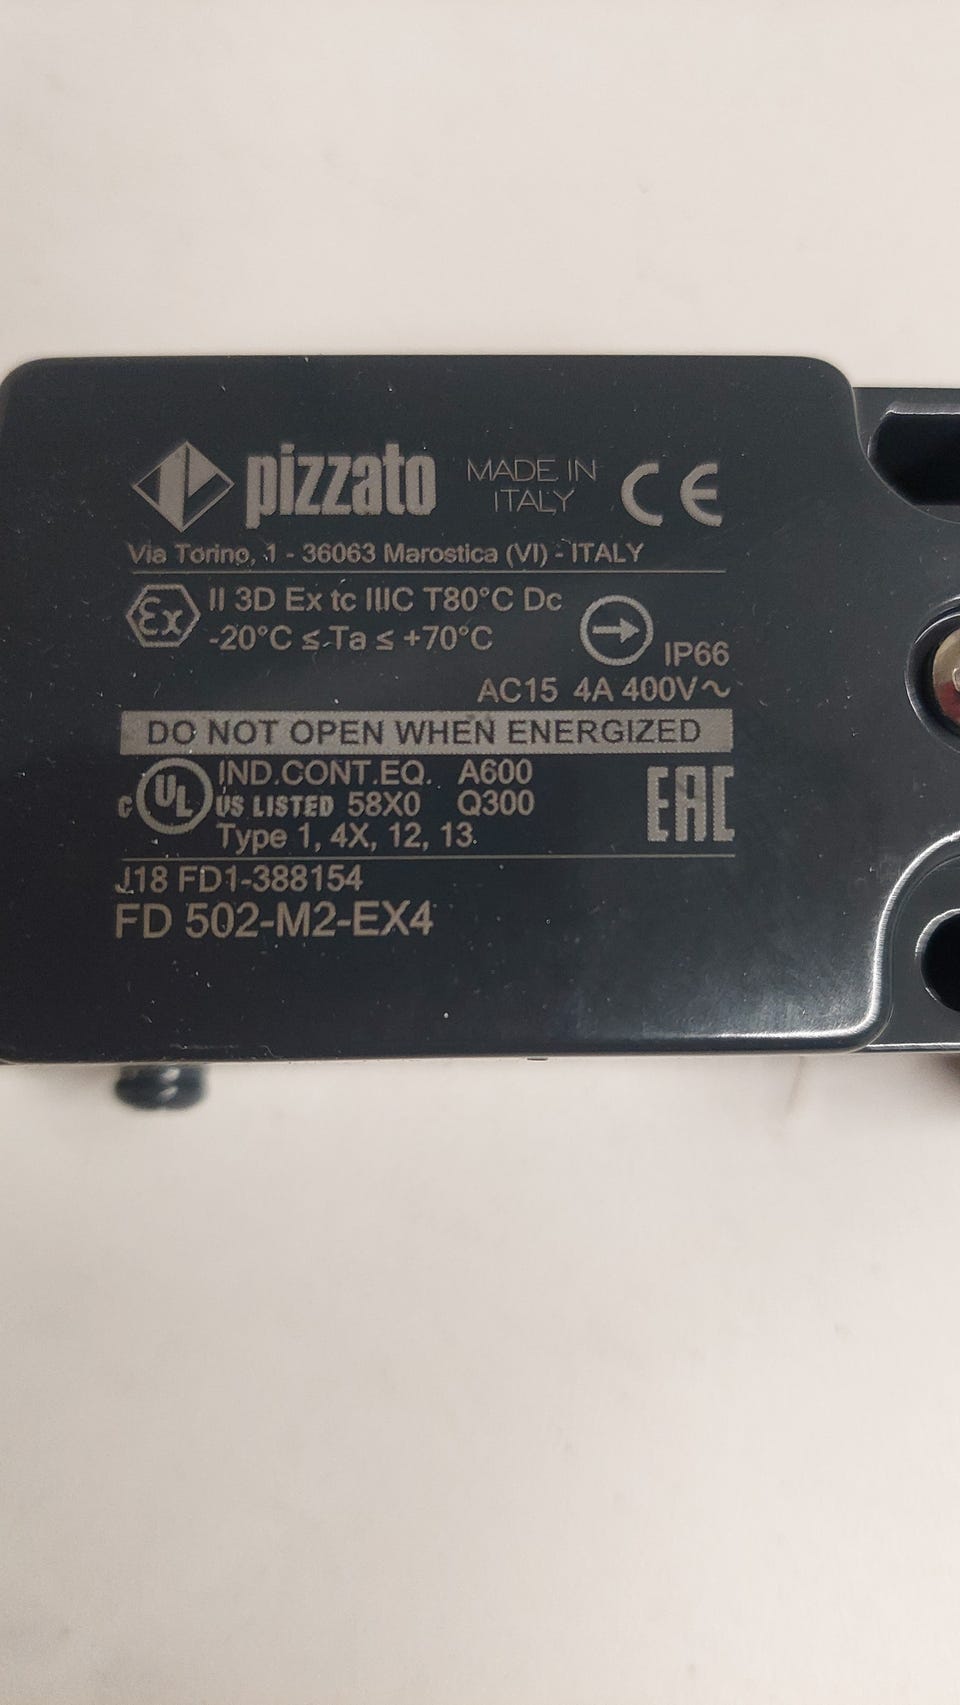 pizzato MADE IN ITALY CE
Via Torino, 1 - 36063 Marostica (VI) - ITALY
Ex II 3D Ex tc IIIC T80°C Dc
-20°C ≤ Ta ≤ +70°C
IP66
AC15 4A 400V~
DO NOT OPEN WHEN ENERGIZED
IND.CONT.EQ. A600
c UL US LISTED 58X0 Q300
EAC
Type 1, 4X, 12, 13
J18 FD1-388154
FD 502-M2-EX4